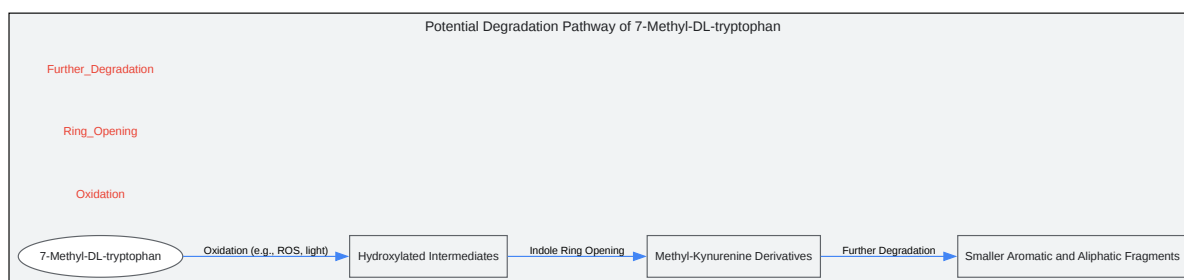 Potential Degradation Pathway of 7-Methyl-DL-tryptophan
Further_Degradation
Ring_Opening
Oxidation
7-Methyl-DL-tryptophan
Oxidation (e.g., ROS, light)
Hydroxylated Intermediates
Indole Ring Opening
Methyl-Kynurenine Derivatives
Further Degradation
Smaller Aromatic and Aliphatic Fragments